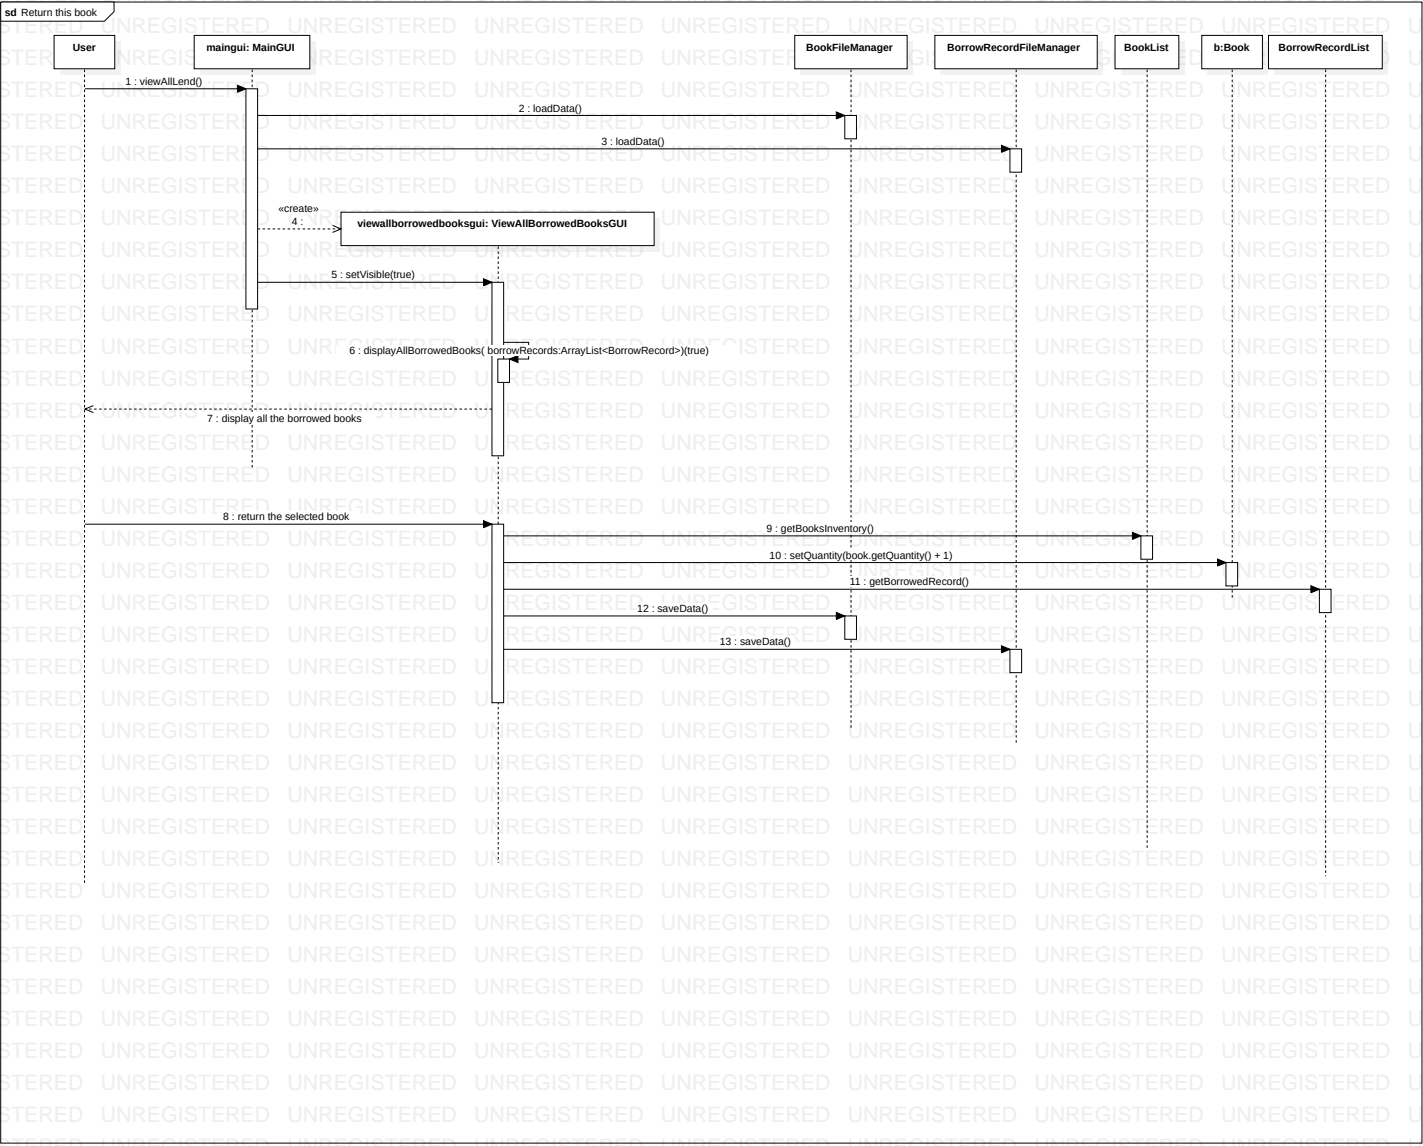 sd Return this book
User
maingui: MainGUI
BookFileManager
BorrowRecordFileManager
BookList
b:Book
BorrowRecordList
1 : viewAllLend()
2 : loadData()
3 : loadData()
«create»
4 :
viewallborrowedbooksgui: ViewAllBorrowedBooksGUI
5 : setVisible(true)
6 : displayAllBorrowedBooks( borrowRecords:ArrayList<BorrowRecord>)(true)
7 : display all the borrowed books
8 : return the selected book
9 : getBooksInventory()
10 : setQuantity(book.getQuantity() + 1)
11 : getBorrowedRecord()
12 : saveData()
13 : saveData()
UNREGISTERED